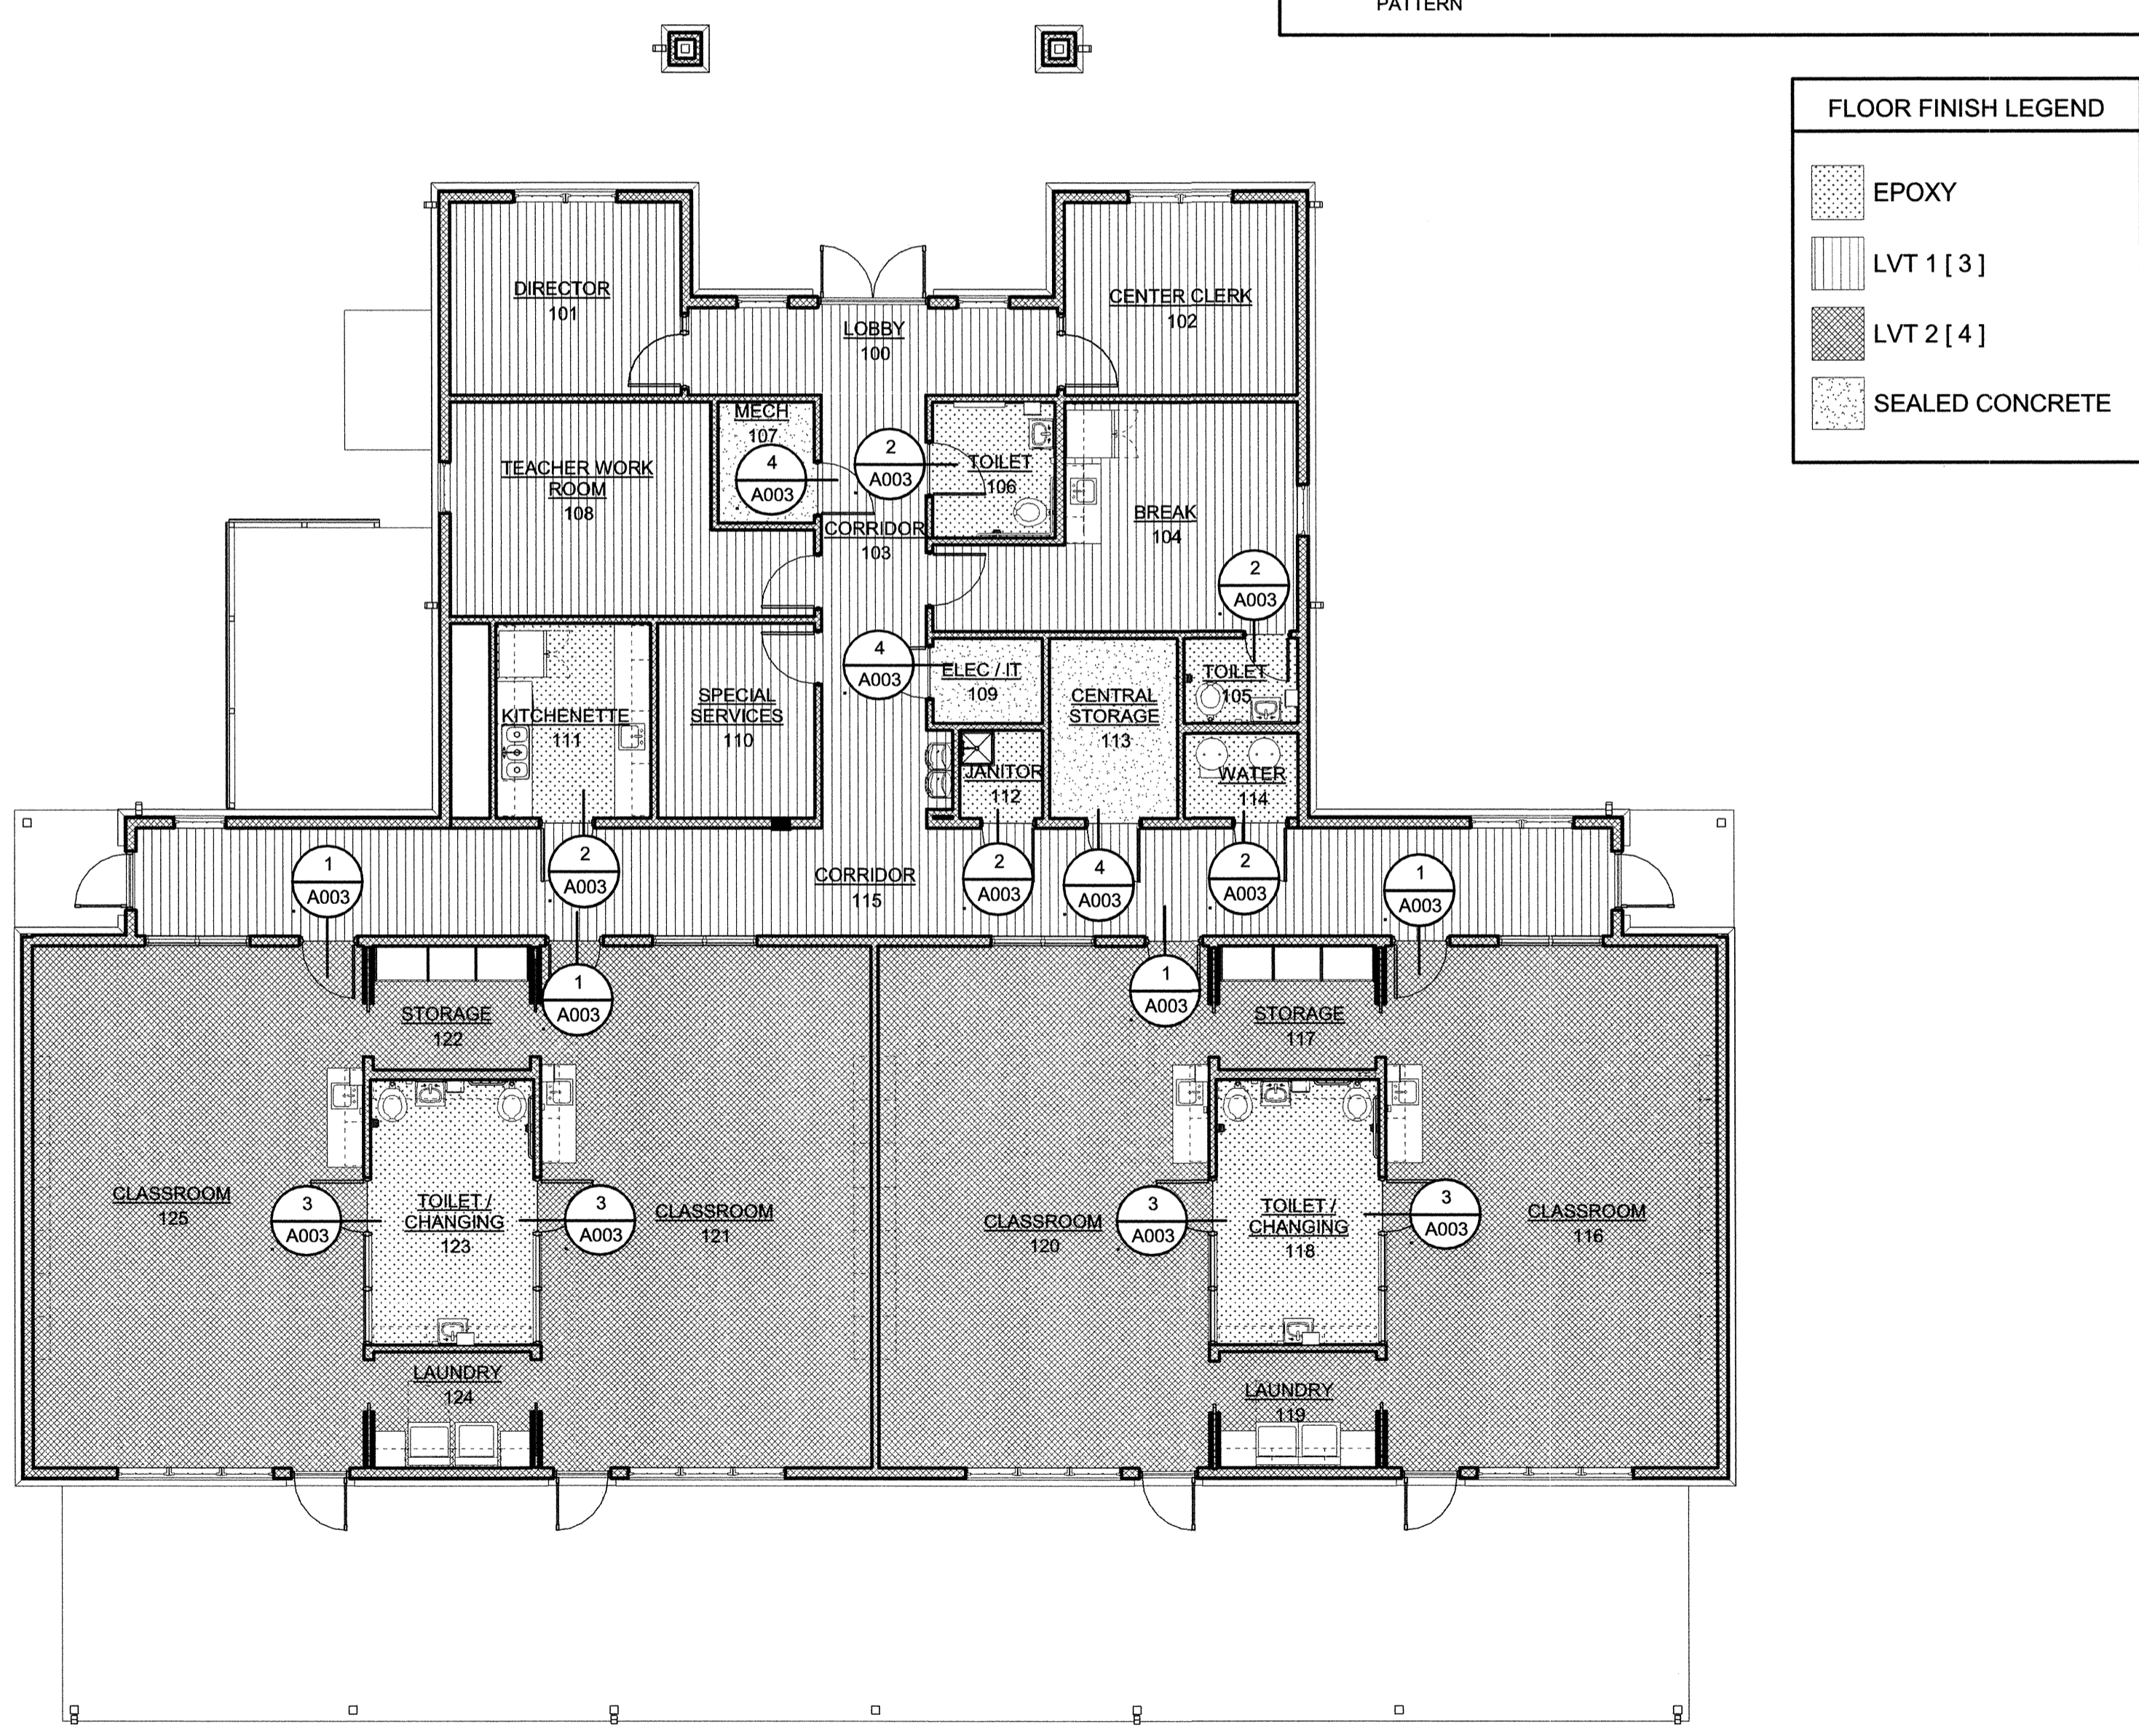 PATTERN
FLOOR FINISH LEGEND
EPOXY
LVT 1 [ 3 ]
LVT 2 [ 4 ]
SEALED CONCRETE
DIRECTOR
101
CENTER CLERK
102
LOBBY
100
MECH
107
4
A003
2
A003
TOILET
106
TEACHER WORK
ROOM
108
CORRIDOR
103
BREAK
104
2
A003
4
A003
ELEC / IT
109
TOILET
105
SPECIAL
SERVICES
110
CENTRAL
STORAGE
113
KITCHENETTE
111
JANITOR
112
WATER
114
1
A003
2
A003
CORRIDOR
115
2
A003
4
A003
2
A003
1
A003
1
A003
1
A003
STORAGE
122
STORAGE
117
CLASSROOM
125
3
A003
TOILET /
CHANGING
123
3
A003
CLASSROOM
121
CLASSROOM
120
3
A003
TOILET /
CHANGING
118
3
A003
CLASSROOM
116
LAUNDRY
124
LAUNDRY
119